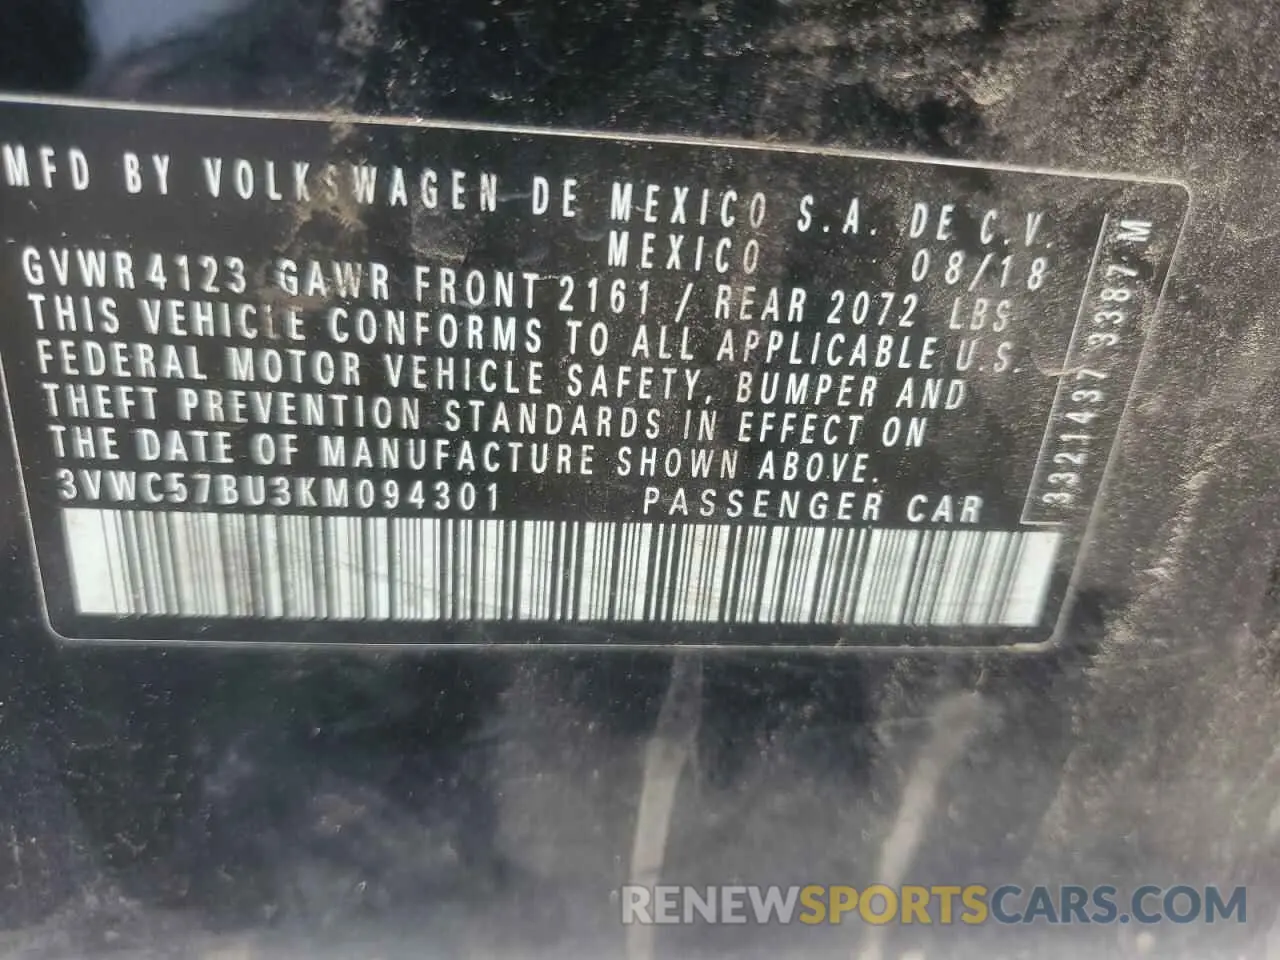 MFD BY VOLKSWAGEN DE MEXICO S.A. DE C.V.
MEXICO 08/18
GVWR 4123 GAWR FRONT 2161 / REAR 2072 LBS
THIS VEHICLE CONFORMS TO ALL APPLICABLE U.S.
FEDERAL MOTOR VEHICLE SAFETY, BUMPER AND
THEFT PREVENTION STANDARDS IN EFFECT ON
THE DATE OF MANUFACTURE SHOWN ABOVE.
3VWC57BU3KM094301 PASSENGER CAR
3321437 3387 M
RENEWSPORTSCARS.COM